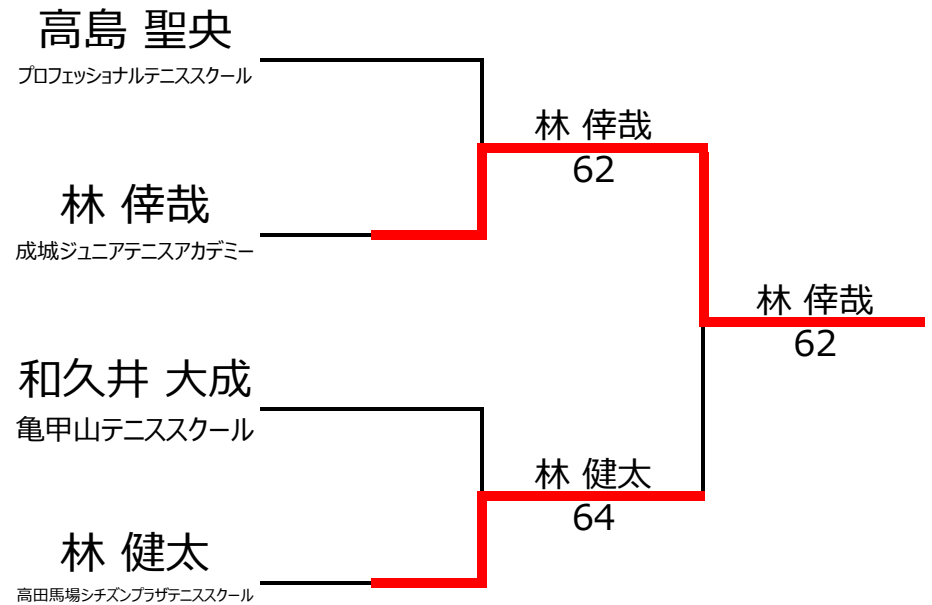 高島 聖央
プロフェッショナルテニススクール
林 倖哉
62
林 倖哉
成城ジュニアテニスアカデミー
林 倖哉
62
和久井 大成
亀甲山テニススクール
林 健太
64
林 健太
高田馬場シチズンプラザテニススクール